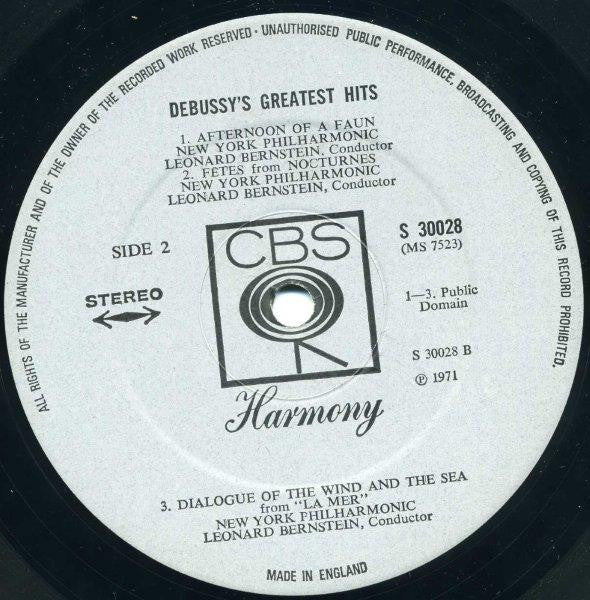 ALL RIGHTS OF THE MANUFACTURER AND OF THE OWNER OF THE RECORDED WORK RESERVED · UNAUTHORISED PUBLIC PERFORMANCE, BROADCASTING AND COPYING OF THIS RECORD PROHIBITED.
DEBUSSY'S GREATEST HITS
1. AFTERNOON OF A FAUN
NEW YORK PHILHARMONIC
LEONARD BERNSTEIN, Conductor
2. FÊTES from NOCTURNES
NEW YORK PHILHARMONIC
LEONARD BERNSTEIN, Conductor
SIDE 2
STEREO
CBS
Harmony
S 30028
(MS 7523)
1—3. Public
Domain
S 30028 B
℗ 1971
3. DIALOGUE OF THE WIND AND THE SEA
from "LA MER"
NEW YORK PHILHARMONIC
LEONARD BERNSTEIN, Conductor
MADE IN ENGLAND